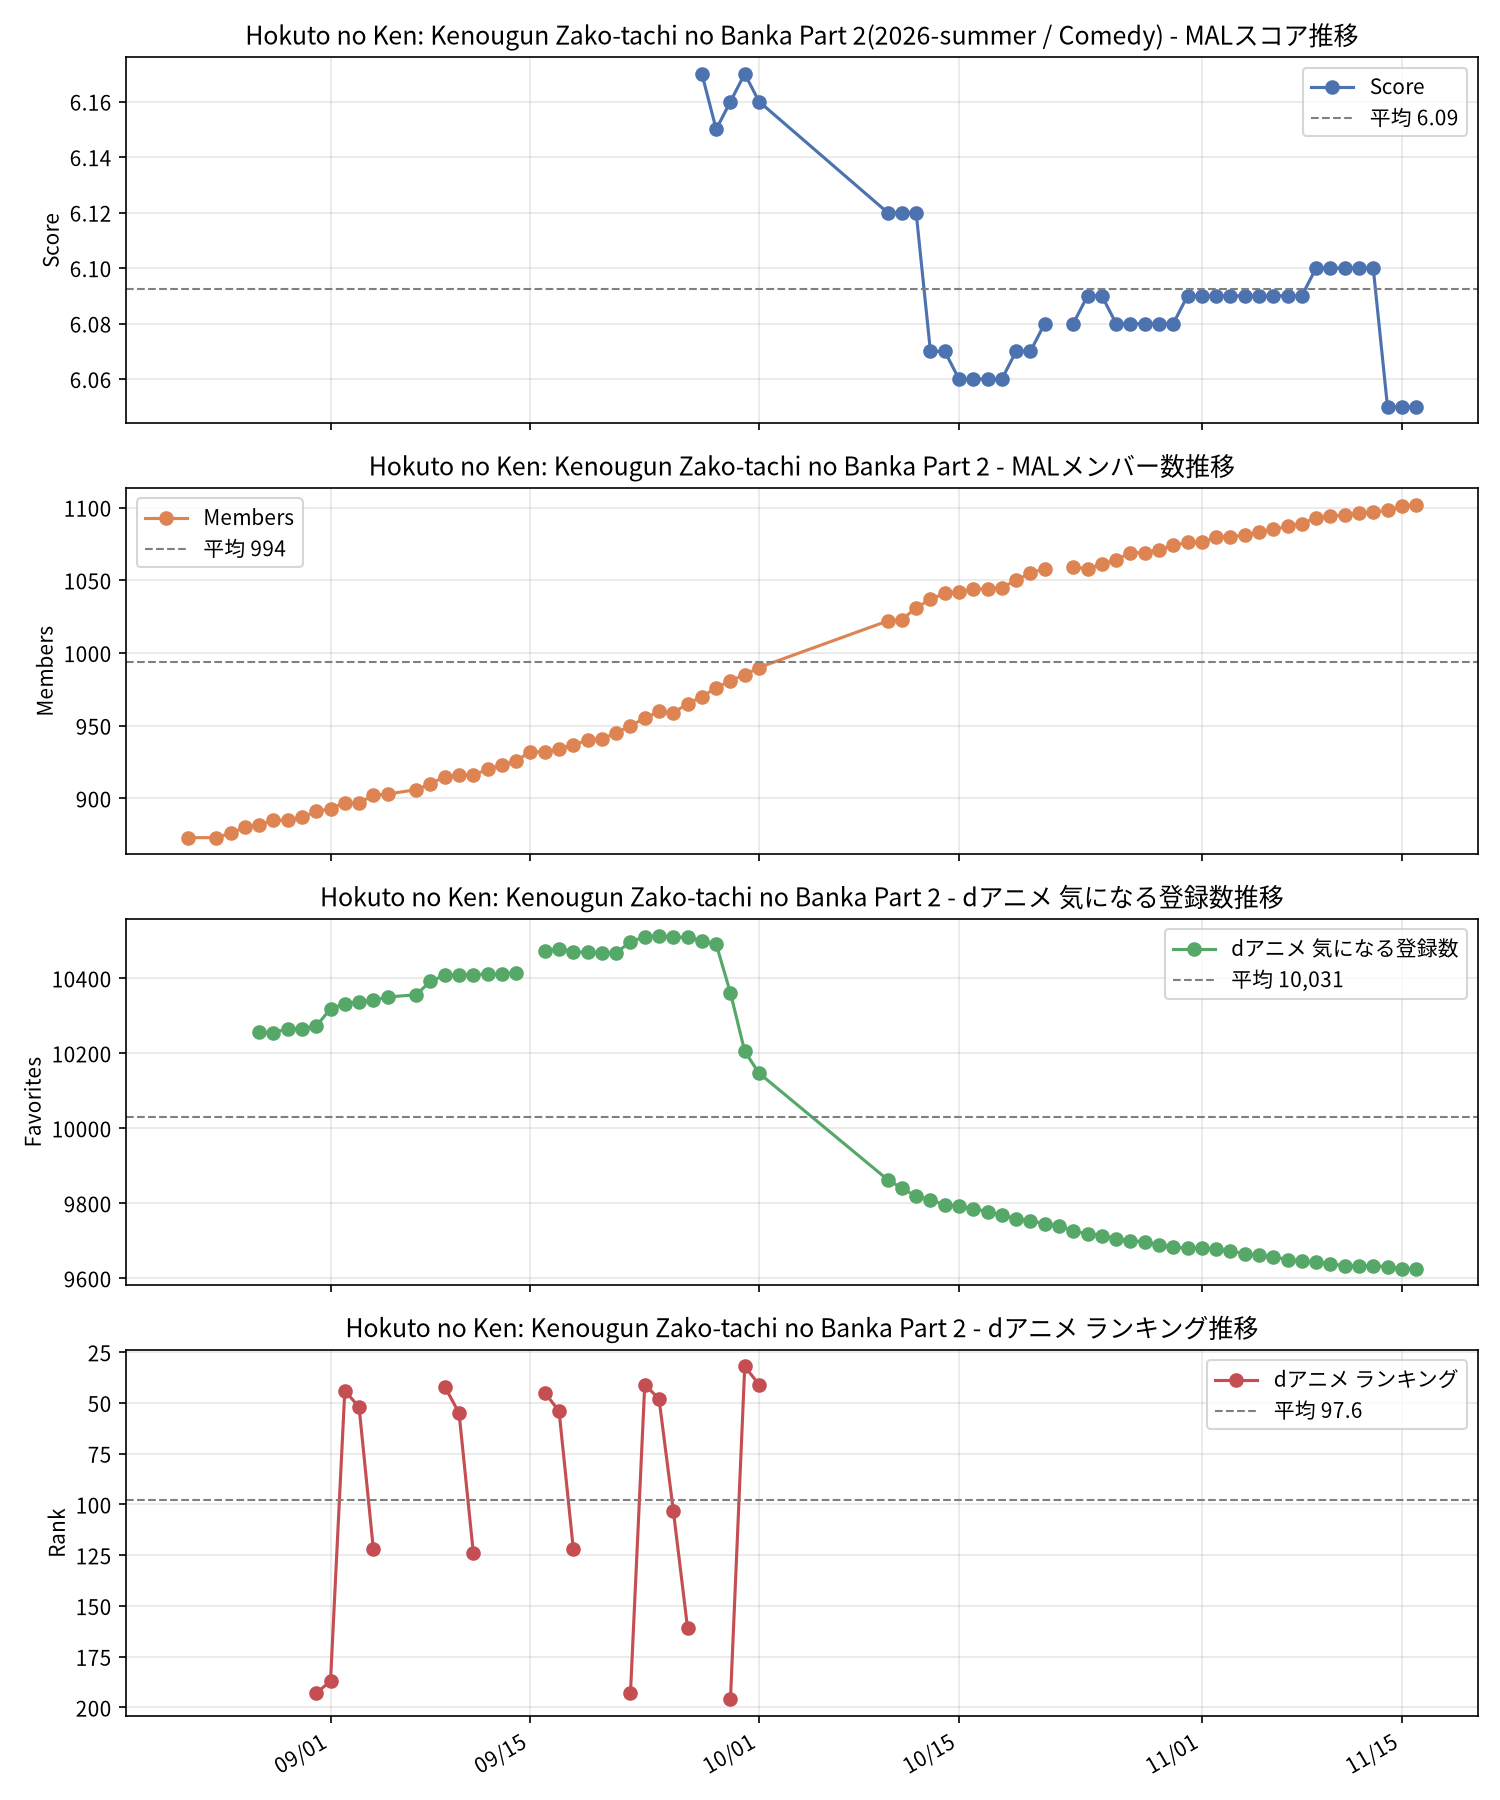 Hokuto no Ken: Kenougun Zako-tachi no Banka Part 2(2026-summer / Comedy) - MALスコア推移
Score
平均 6.09
6.16
6.14
6.12
6.10
6.08
6.06
Score
Hokuto no Ken: Kenougun Zako-tachi no Banka Part 2 - MALメンバー数推移
Members
平均 994
1100
1050
1000
950
900
Members
Hokuto no Ken: Kenougun Zako-tachi no Banka Part 2 - dアニメ 気になる登録数推移
dアニメ 気になる登録数
平均 10,031
10400
10200
10000
9800
9600
Favorites
Hokuto no Ken: Kenougun Zako-tachi no Banka Part 2 - dアニメ ランキング推移
dアニメ ランキング
平均 97.6
25
50
75
100
125
150
175
200
Rank
09/01
09/15
10/01
10/15
11/01
11/15